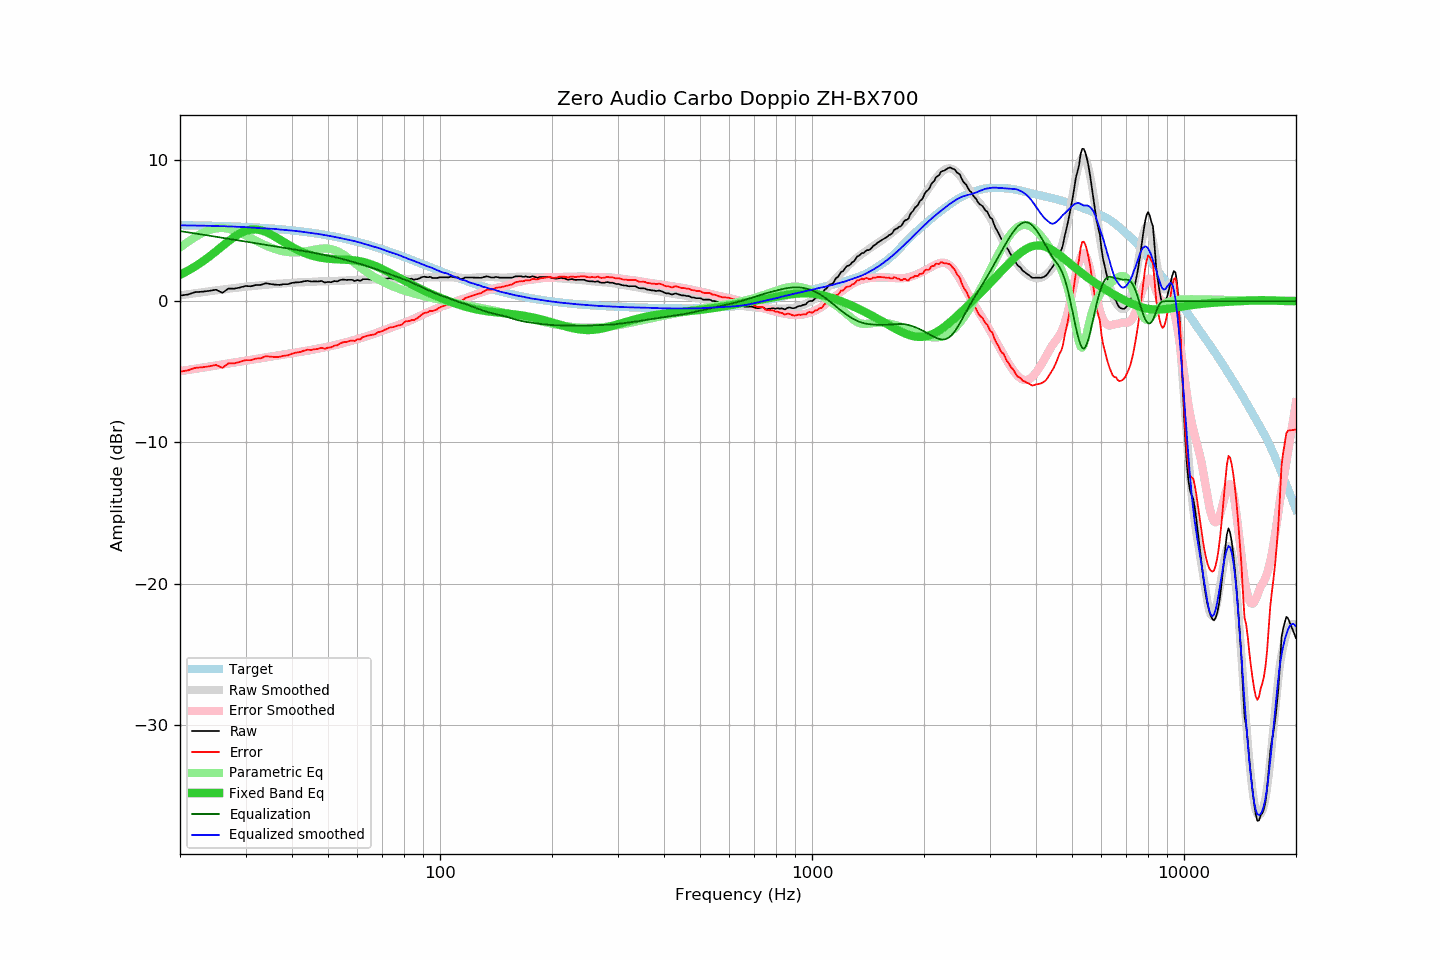 Zero Audio Carbo Doppio ZH-BX700
10
0
−10
−20
−30
Amplitude (dBr)
Target
Raw Smoothed
Error Smoothed
Raw
Error
Parametric Eq
Fixed Band Eq
Equalization
Equalized smoothed
100
1000
10000
Frequency (Hz)